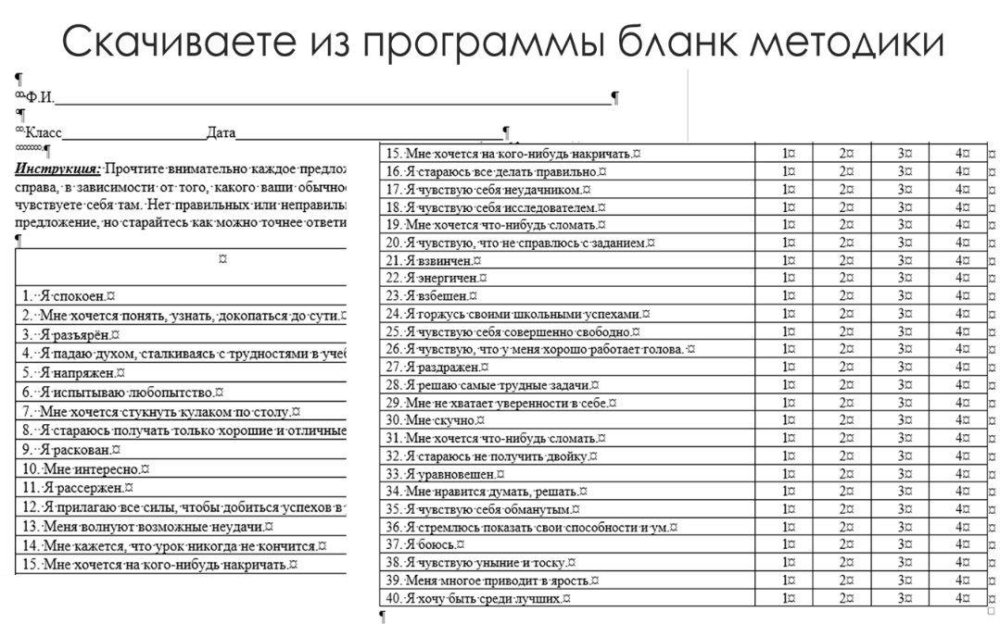 Скачиваете из программы бланк методики
Ф.И.
Класс Дата
Инструкция: Прочтите внимательно каждое
справа, в зависимости от того, какого ваши
чувствуете себя там. Нет правильных или
предложение, но старайтесь как можно точнее
1. Я спокоен.
2. Мне хочется понять, узнать, докопаться до сути.
3. Я разъярён.
4. Я падаю духом, сталкиваясь с трудностями в
5. Я напряжен.
6. Я испытываю любопытство.
7. Мне хочется стукнуть кулаком по столу.
8. Я стараюсь получать только хорошие и отличные
9. Я раскован.
10. Мне интересно.
11. Я рассержен.
12. Я прилагаю все силы, чтобы добиться успехов в
13. Меня волнуют возможные неудачи.
14. Мне кажется, что урок никогда не кончится.
15. Мне хочется на кого-нибудь накричать.
15. Мне хочется на кого-нибудь накричать. 1 2 3 4
16. Я стараюсь все делать правильно. 1 2 3 4
17. Я чувствую себя неудачником. 1 2 3 4
18. Я чувствую себя исследователем. 1 2 3 4
19. Мне хочется что-нибудь сломать. 1 2 3 4
20. Я чувствую, что не справлюсь с заданием. 1 2 3 4
21. Я взвинчен. 1 2 3 4
22. Я энергичен. 1 2 3 4
23. Я взбешен. 1 2 3 4
24. Я горжусь своими школьными успехами. 1 2 3 4
25. Я чувствую себя совершенно свободно. 1 2 3 4
26. Я чувствую, что у меня хорошо работает голова. 1 2 3 4
27. Я раздражен. 1 2 3 4
28. Я решаю самые трудные задачи. 1 2 3 4
29. Мне не хватает уверенности в себе. 1 2 3 4
30. Мне скучно. 1 2 3 4
31. Мне хочется что-нибудь сломать. 1 2 3 4
32. Я стараюсь не получить двойку. 1 2 3 4
33. Я уравновешен. 1 2 3 4
34. Мне нравится думать, решать. 1 2 3 4
35. Я чувствую себя обманутым. 1 2 3 4
36. Я стремлюсь показать свои способности и ум. 1 2 3 4
37. Я боюсь. 1 2 3 4
38. Я чувствую уныние и тоску. 1 2 3 4
39. Меня многое приводит в ярость. 1 2 3 4
40. Я хочу быть среди лучших. 1 2 3 4